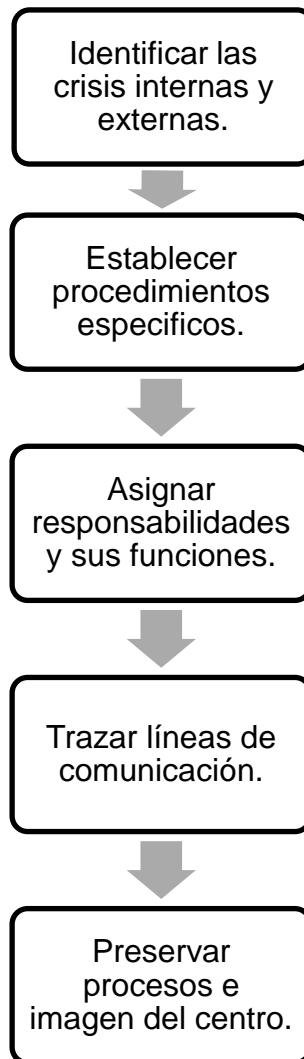 Identificar las
crisis internas y
externas.
Establecer
procedimientos
especificos.
Asignar
responsabilidades
y sus funciones.
Trazar líneas de
comunicación.
Preservar
procesos e
imagen del centro.